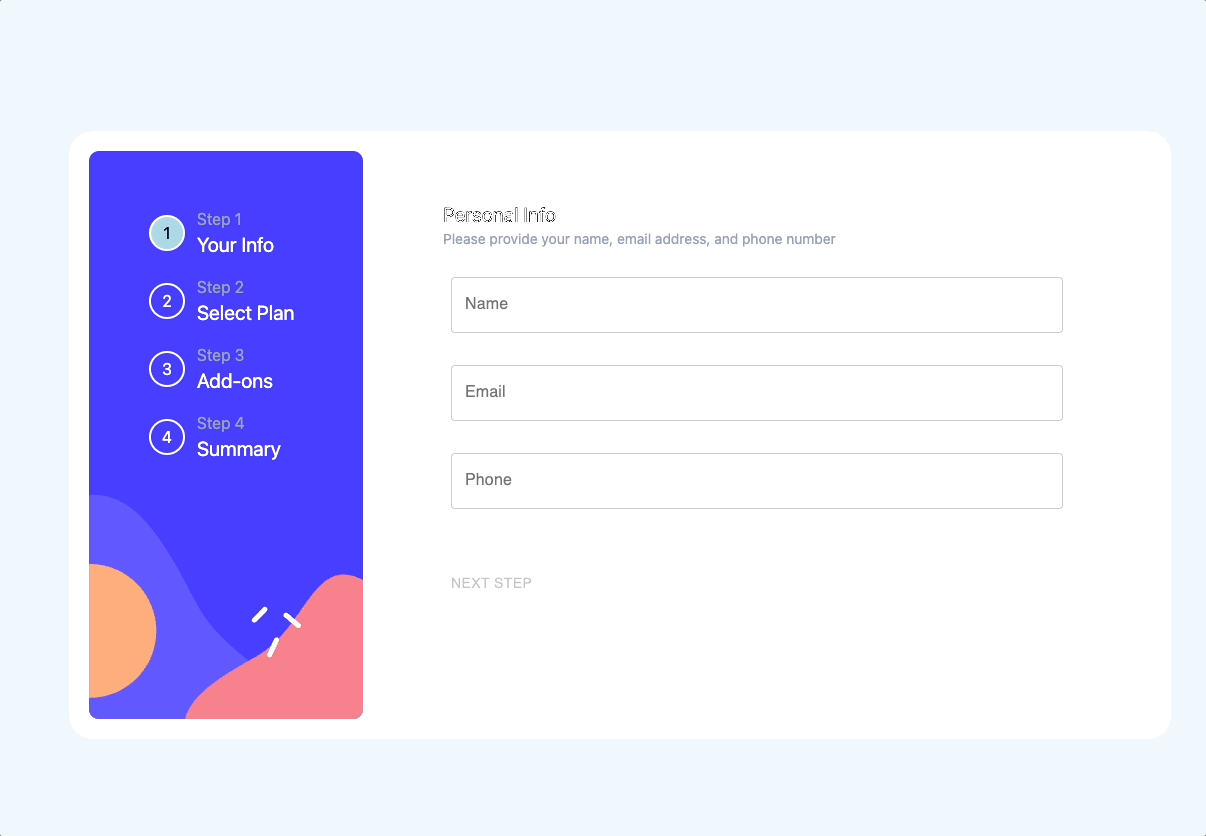 1
Step 1
Your Info
2
Step 2
Select Plan
3
Step 3
Add-ons
4
Step 4
Summary
Personal Info
Please provide your name, email address, and phone number
Name
Email
Phone
NEXT STEP